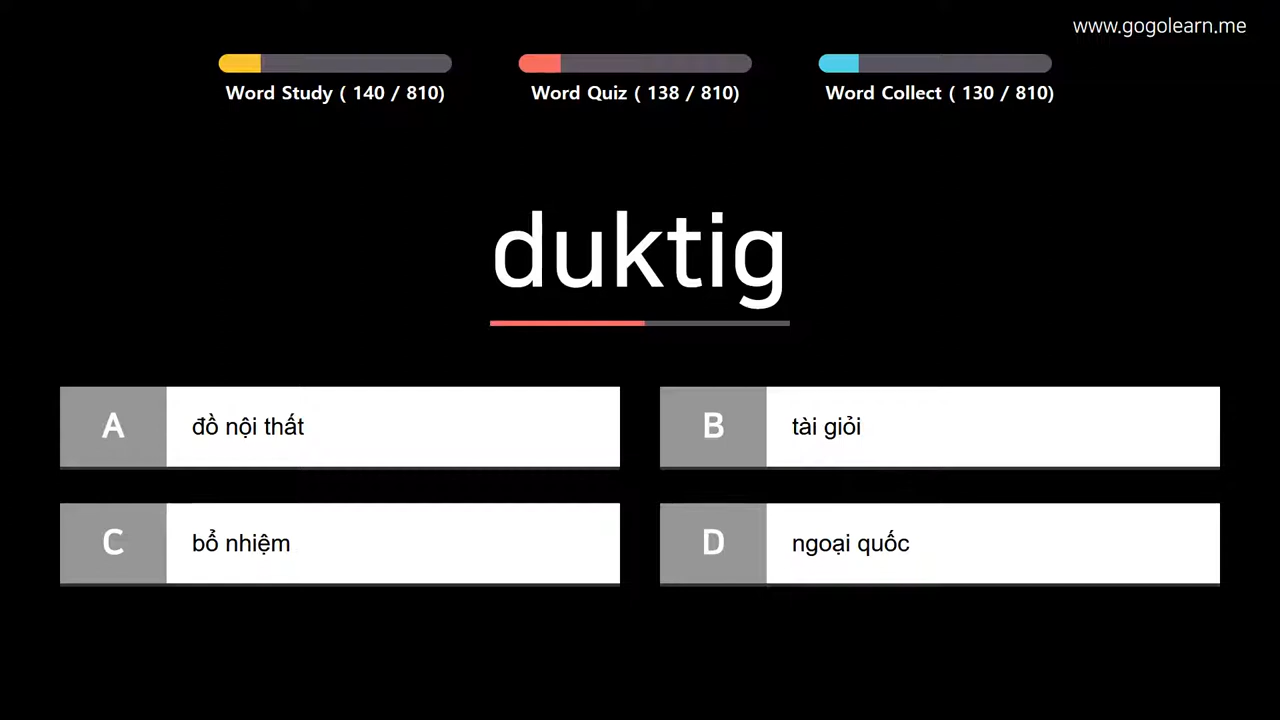 www.gogolearn.me
Word Study ( 140 / 810)
Word Quiz ( 138 / 810)
Word Collect ( 130 / 810)
duktig
A đồ nội thất
B tài giỏi
C bổ nhiệm
D ngoại quốc